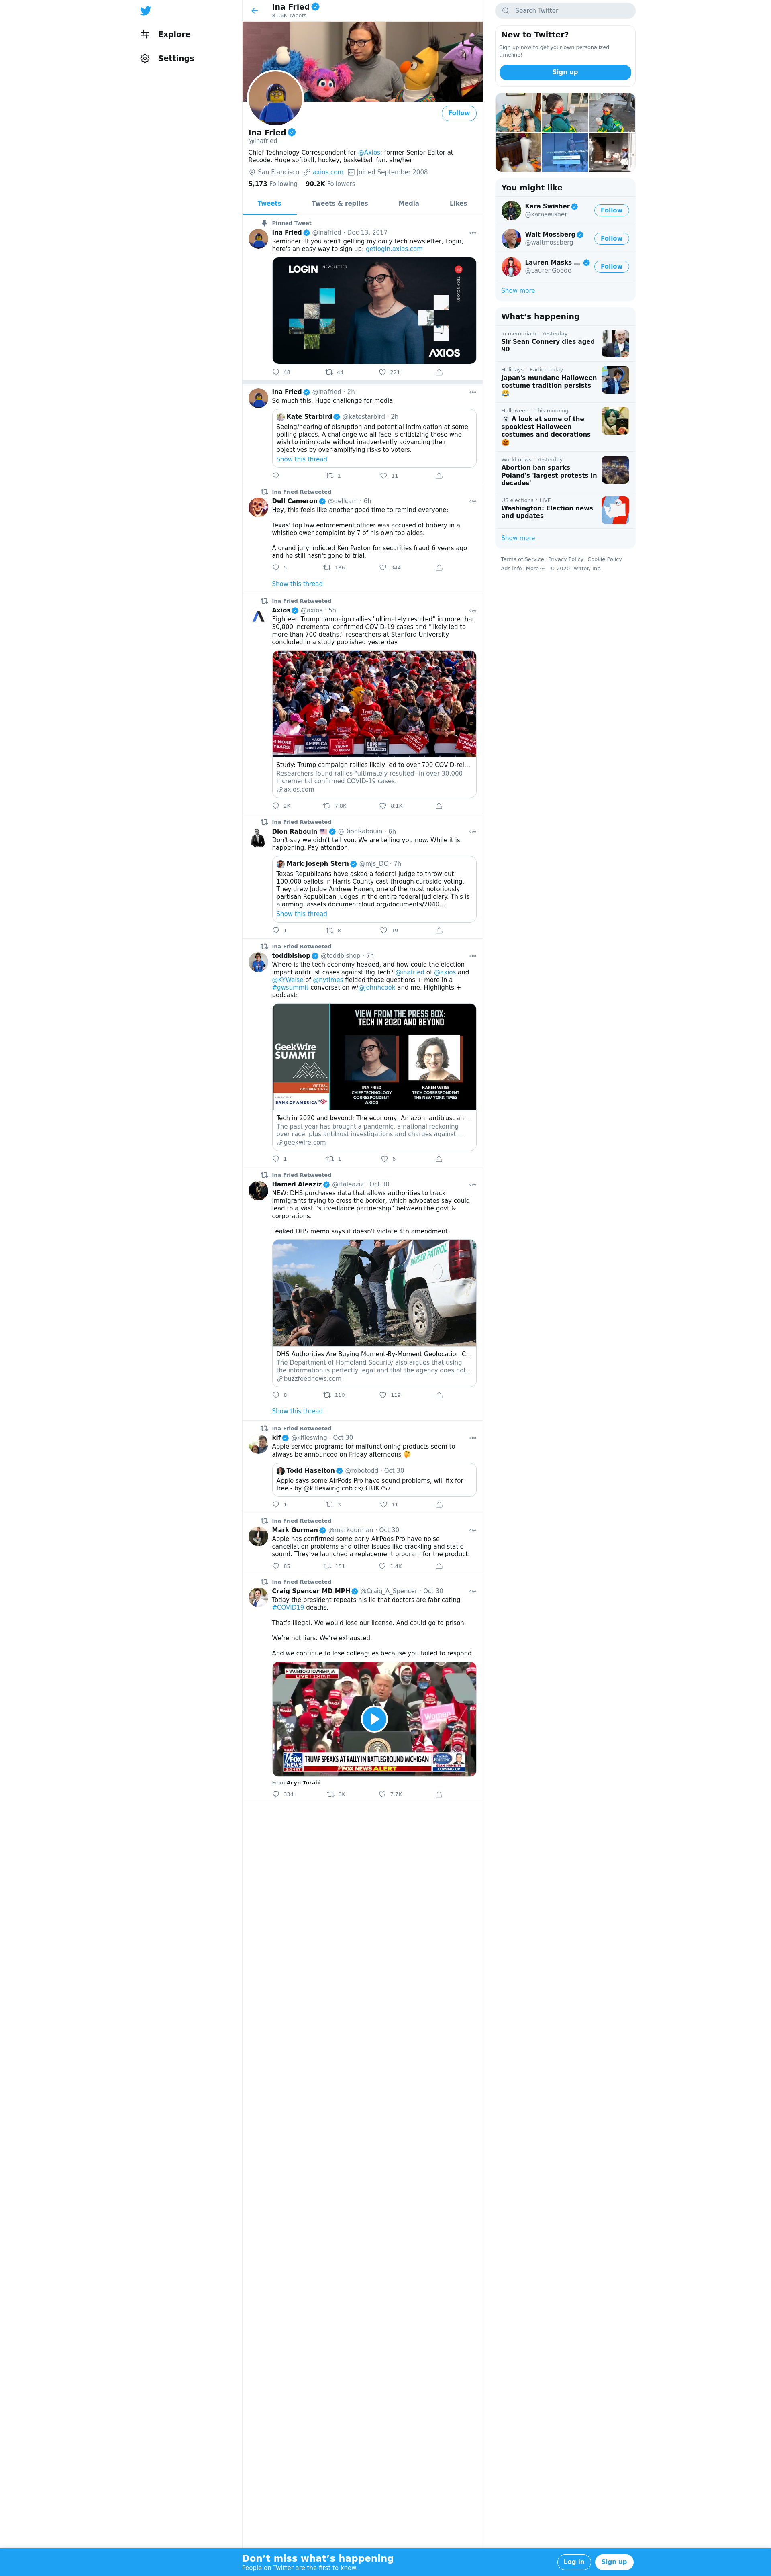 Explore
Settings
Ina Fried
81.6K Tweets
Follow
Ina Fried
@inafried
Chief Technology Correspondent for @Axios; former Senior Editor at
Recode. Huge softball, hockey, basketball fan. she/her
San Francisco axios.com Joined September 2008
5,173 Following 90.2K Followers
Tweets Tweets & replies Media Likes
Pinned Tweet
Ina Fried @inafried · Dec 13, 2017
Reminder: If you aren't getting my daily tech newsletter, Login,
here's an easy way to sign up: getlogin.axios.com
LOGIN NEWSLETTER
TECHNOLOGY
AXIOS
48 44 221
Ina Fried @inafried · 2h
So much this. Huge challenge for media
Kate Starbird @katestarbird · 2h
Seeing/hearing of disruption and potential intimidation at some
polling places. A challenge we all face is criticizing those who
wish to intimidate without inadvertently advancing their
objectives by over-amplifying risks to voters.
Show this thread
1 11
Ina Fried Retweeted
Dell Cameron @dellcam · 6h
Hey, this feels like another good time to remind everyone:
Texas' top law enforcement officer was accused of bribery in a
whistleblower complaint by 7 of his own top aides.
A grand jury indicted Ken Paxton for securities fraud 6 years ago
and he still hasn't gone to trial.
5 186 344
Show this thread
Ina Fried Retweeted
Axios @axios · 5h
Eighteen Trump campaign rallies "ultimately resulted" in more than
30,000 incremental confirmed COVID-19 cases and "likely led to
more than 700 deaths," researchers at Stanford University
concluded in a study published yesterday.
Study: Trump campaign rallies likely led to over 700 COVID-rel...
Researchers found rallies "ultimately resulted" in over 30,000
incremental confirmed COVID-19 cases.
axios.com
2K 7.8K 8.1K
Ina Fried Retweeted
Dion Rabouin 🇺🇸 @DionRabouin · 6h
Don't say we didn't tell you. We are telling you now. While it is
happening. Pay attention.
Mark Joseph Stern @mjs_DC · 7h
Texas Republicans have asked a federal judge to throw out
100,000 ballots in Harris County cast through curbside voting.
They drew Judge Andrew Hanen, one of the most notoriously
partisan Republican judges in the entire federal judiciary. This is
alarming. assets.documentcloud.org/documents/2040…
Show this thread
1 8 19
Ina Fried Retweeted
toddbishop @toddbishop · 7h
Where is the tech economy headed, and how could the election
impact antitrust cases against Big Tech? @inafried of @axios and
@KYWeise of @nytimes fielded those questions + more in a
#gwsummit conversation w/@johnhcook and me. Highlights +
podcast:
GeekWire
SUMMIT
VIRTUAL
BANK OF AMERICA
VIEW FROM THE PRESS BOX:
TECH IN 2020 AND BEYOND
INA FRIED
CHIEF TECHNOLOGY
CORRESPONDENT
AXIOS
KAREN WEISE
TECH CORRESPONDENT
THE NEW YORK TIMES
Tech in 2020 and beyond: The economy, Amazon, antitrust an...
The past year has brought a pandemic, a national reckoning
over race, plus antitrust investigations and charges against ...
geekwire.com
1 1 6
Ina Fried Retweeted
Hamed Aleaziz @Haleaziz · Oct 30
NEW: DHS purchases data that allows authorities to track
immigrants trying to cross the border, which advocates say could
lead to a vast "surveillance partnership" between the govt &
corporations.
Leaked DHS memo says it doesn't violate 4th amendment.
BORDER PATROL
DHS Authorities Are Buying Moment-By-Moment Geolocation C...
The Department of Homeland Security also argues that using
the information is perfectly legal and that the agency does not...
buzzfeednews.com
8 110 119
Show this thread
Ina Fried Retweeted
kif @kifleswing · Oct 30
Apple service programs for malfunctioning products seem to
always be announced on Friday afternoons 🤔
Todd Haselton @robotodd · Oct 30
Apple says some AirPods Pro have sound problems, will fix for
free - by @kifleswing cnb.cx/31UK7S7
1 3 11
Ina Fried Retweeted
Mark Gurman @markgurman · Oct 30
Apple has confirmed some early AirPods Pro have noise
cancellation problems and other issues like crackling and static
sound. They've launched a replacement program for the product.
85 151 1.4K
Ina Fried Retweeted
Craig Spencer MD MPH @Craig_A_Spencer · Oct 30
Today the president repeats his lie that doctors are fabricating
#COVID19 deaths.
That's illegal. We would lose our license. And could go to prison.
We're not liars. We're exhausted.
And we continue to lose colleagues because you failed to respond.
WATERFORD TOWNSHIP, MI
LIVE
TRUMP SPEAKS AT RALLY IN BATTLEGROUND MICHIGAN
FOX NEWS ALERT
COMING UP
From Acyn Torabi
334 3K 7.7K
Search Twitter
New to Twitter?
Sign up now to get your own personalized
timeline!
Sign up
You might like
Kara Swisher
@karaswisher
Follow
Walt Mossberg
@waltmossberg
Follow
Lauren Masks ...
@LaurenGoode
Follow
Show more
What's happening
In memoriam · Yesterday
Sir Sean Connery dies aged
90
Holidays · Earlier today
Japan's mundane Halloween
costume tradition persists
😂
Halloween · This morning
A look at some of the
spookiest Halloween
costumes and decorations
🎃
World news · Yesterday
Abortion ban sparks
Poland's 'largest protests in
decades'
US elections · LIVE
Washington: Election news
and updates
Show more
Terms of Service Privacy Policy Cookie Policy
Ads info More ••• © 2020 Twitter, Inc.
Don't miss what's happening
People on Twitter are the first to know.
Log in Sign up